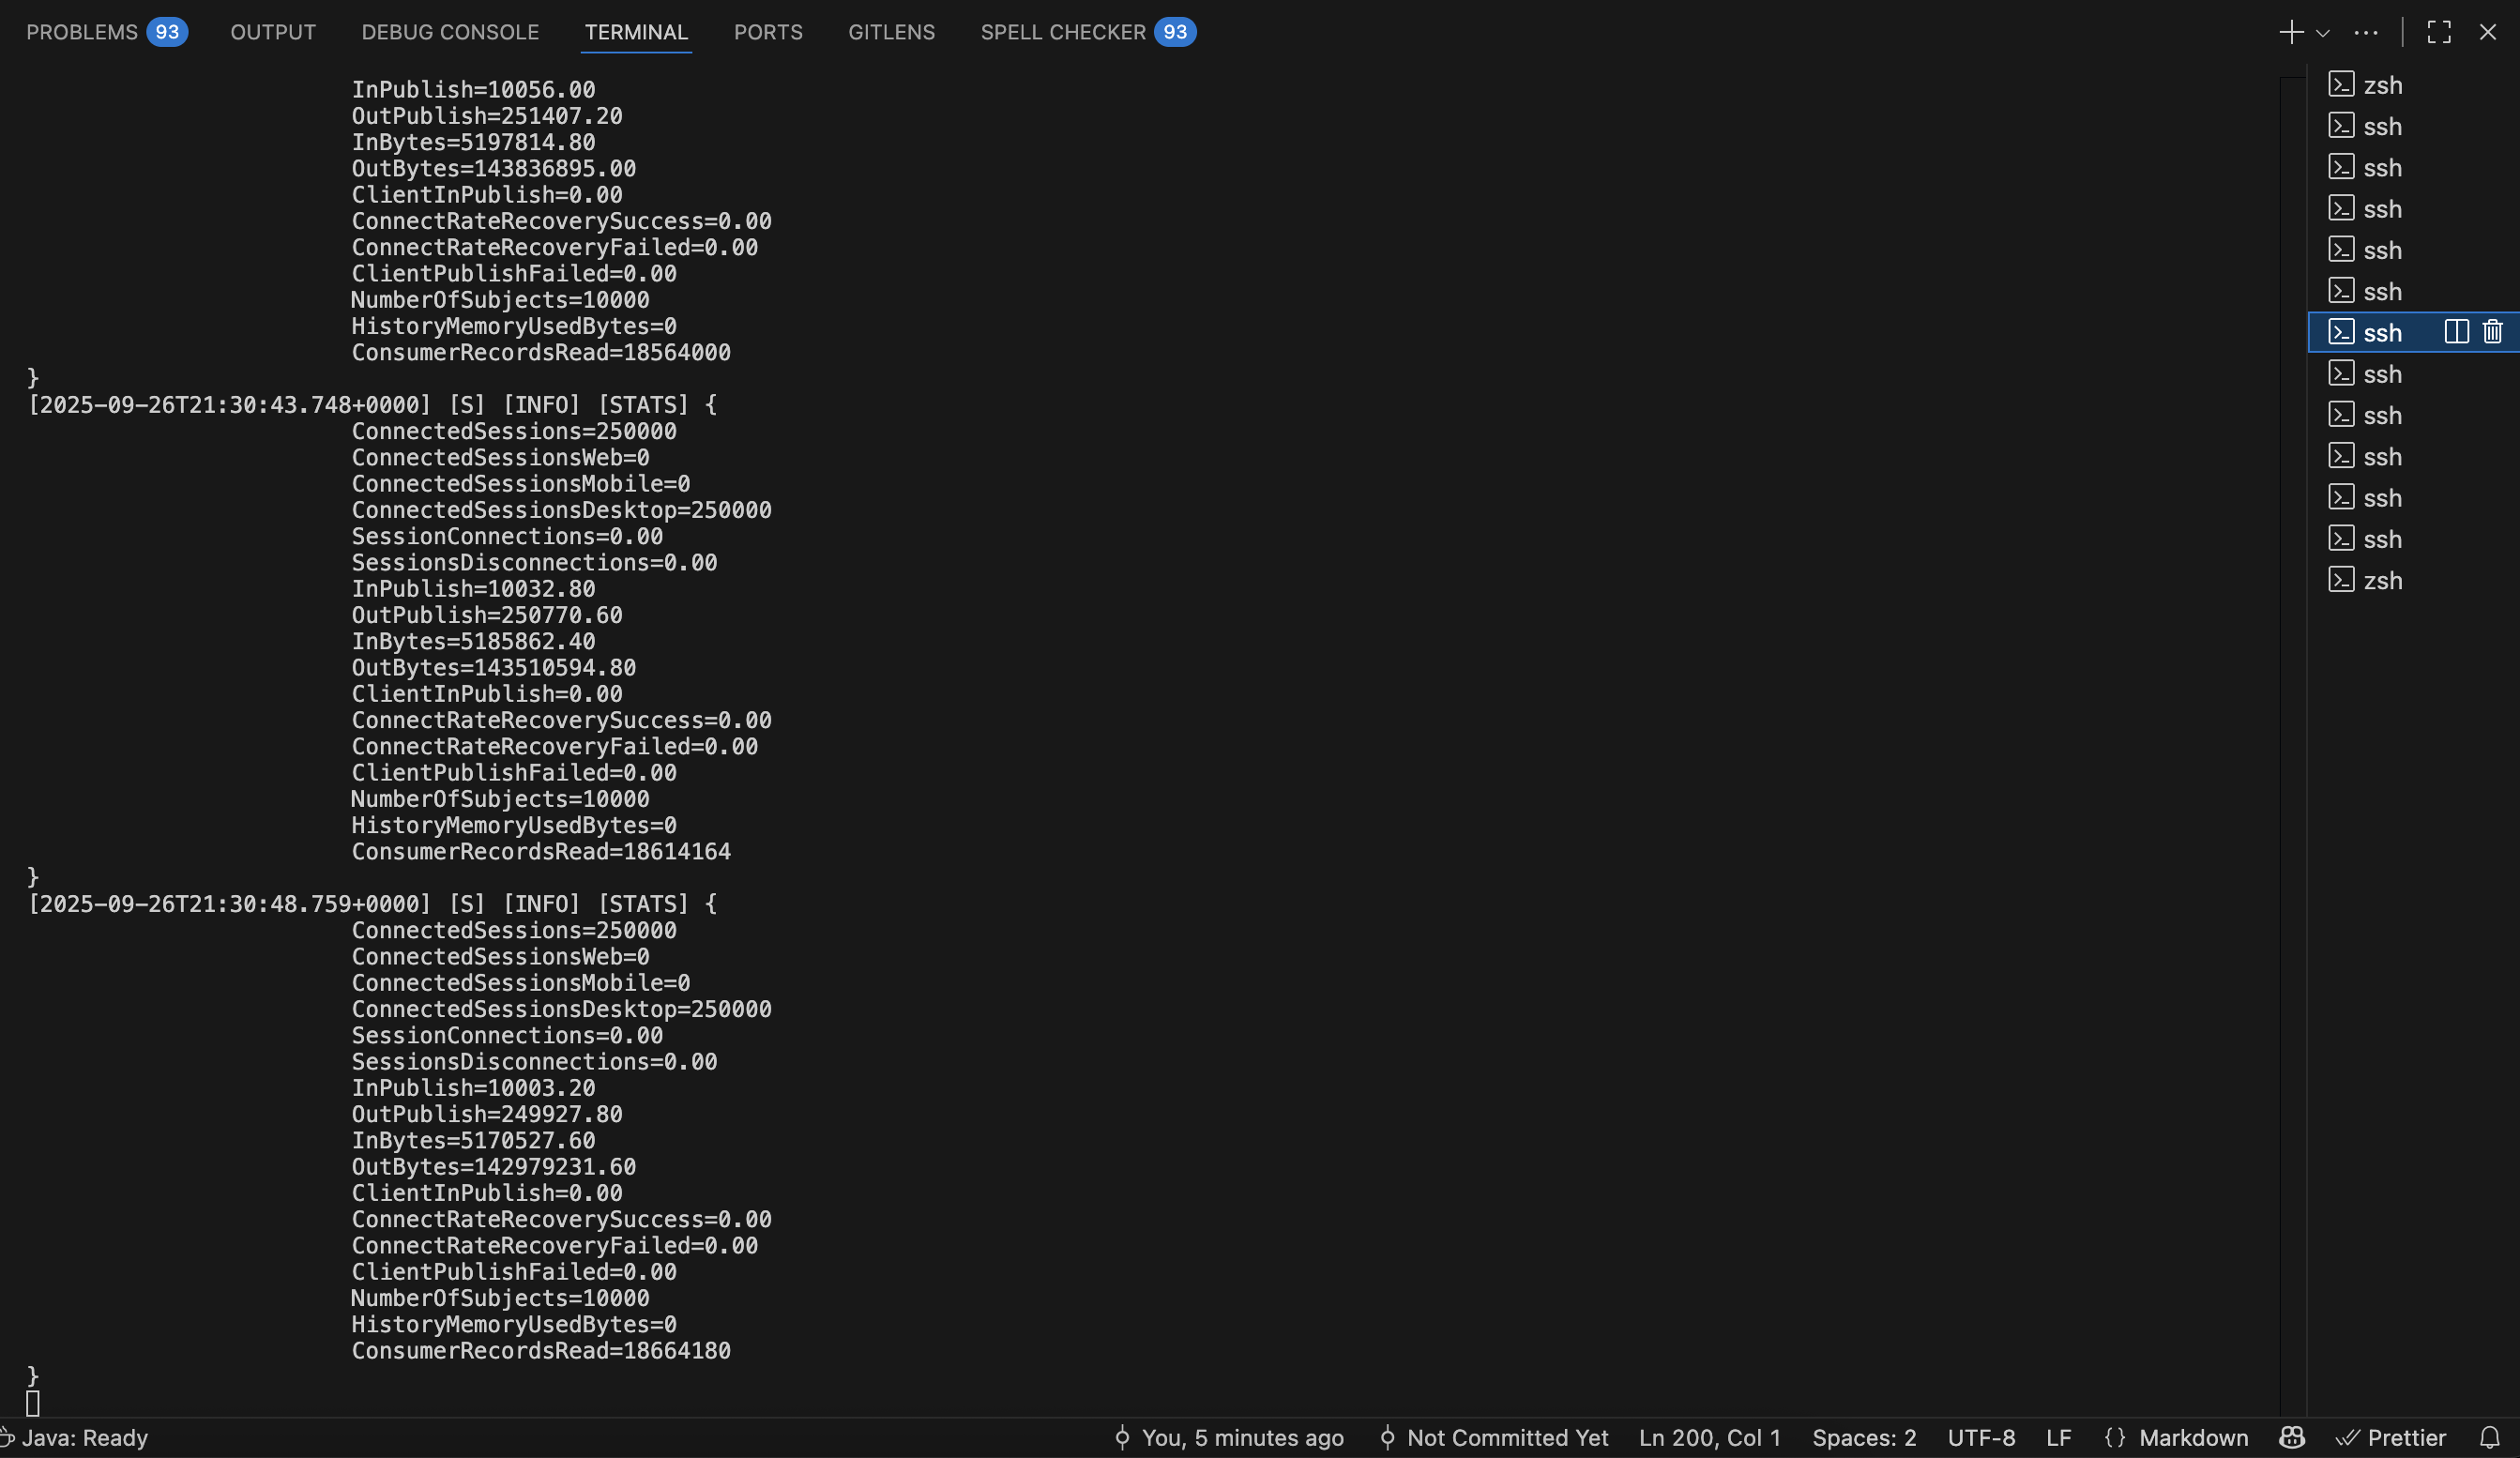 PROBLEMS 93 OUTPUT DEBUG CONSOLE TERMINAL PORTS GITLENS SPELL CHECKER 93
InPublish=10056.00
OutPublish=251407.20
InBytes=5197814.80
OutBytes=143836895.00
ClientInPublish=0.00
ConnectRateRecoverySuccess=0.00
ConnectRateRecoveryFailed=0.00
ClientPublishFailed=0.00
NumberOfSubjects=10000
HistoryMemoryUsedBytes=0
ConsumerRecordsRead=18564000
}
[2025-09-26T21:30:43.748+0000] [S] [INFO] [STATS] {
ConnectedSessions=250000
ConnectedSessionsWeb=0
ConnectedSessionsMobile=0
ConnectedSessionsDesktop=250000
SessionConnections=0.00
SessionsDisconnections=0.00
InPublish=10032.80
OutPublish=250770.60
InBytes=5185862.40
OutBytes=143510594.80
ClientInPublish=0.00
ConnectRateRecoverySuccess=0.00
ConnectRateRecoveryFailed=0.00
ClientPublishFailed=0.00
NumberOfSubjects=10000
HistoryMemoryUsedBytes=0
ConsumerRecordsRead=18614164
}
[2025-09-26T21:30:48.759+0000] [S] [INFO] [STATS] {
ConnectedSessions=250000
ConnectedSessionsWeb=0
ConnectedSessionsMobile=0
ConnectedSessionsDesktop=250000
SessionConnections=0.00
SessionsDisconnections=0.00
InPublish=10003.20
OutPublish=249927.80
InBytes=5170527.60
OutBytes=142979231.60
ClientInPublish=0.00
ConnectRateRecoverySuccess=0.00
ConnectRateRecoveryFailed=0.00
ClientPublishFailed=0.00
NumberOfSubjects=10000
HistoryMemoryUsedBytes=0
ConsumerRecordsRead=18664180
}
zsh
ssh
ssh
ssh
ssh
ssh
ssh
ssh
ssh
ssh
ssh
ssh
zsh
Java: Ready You, 5 minutes ago Not Committed Yet Ln 200, Col 1 Spaces: 2 UTF-8 LF {} Markdown Prettier